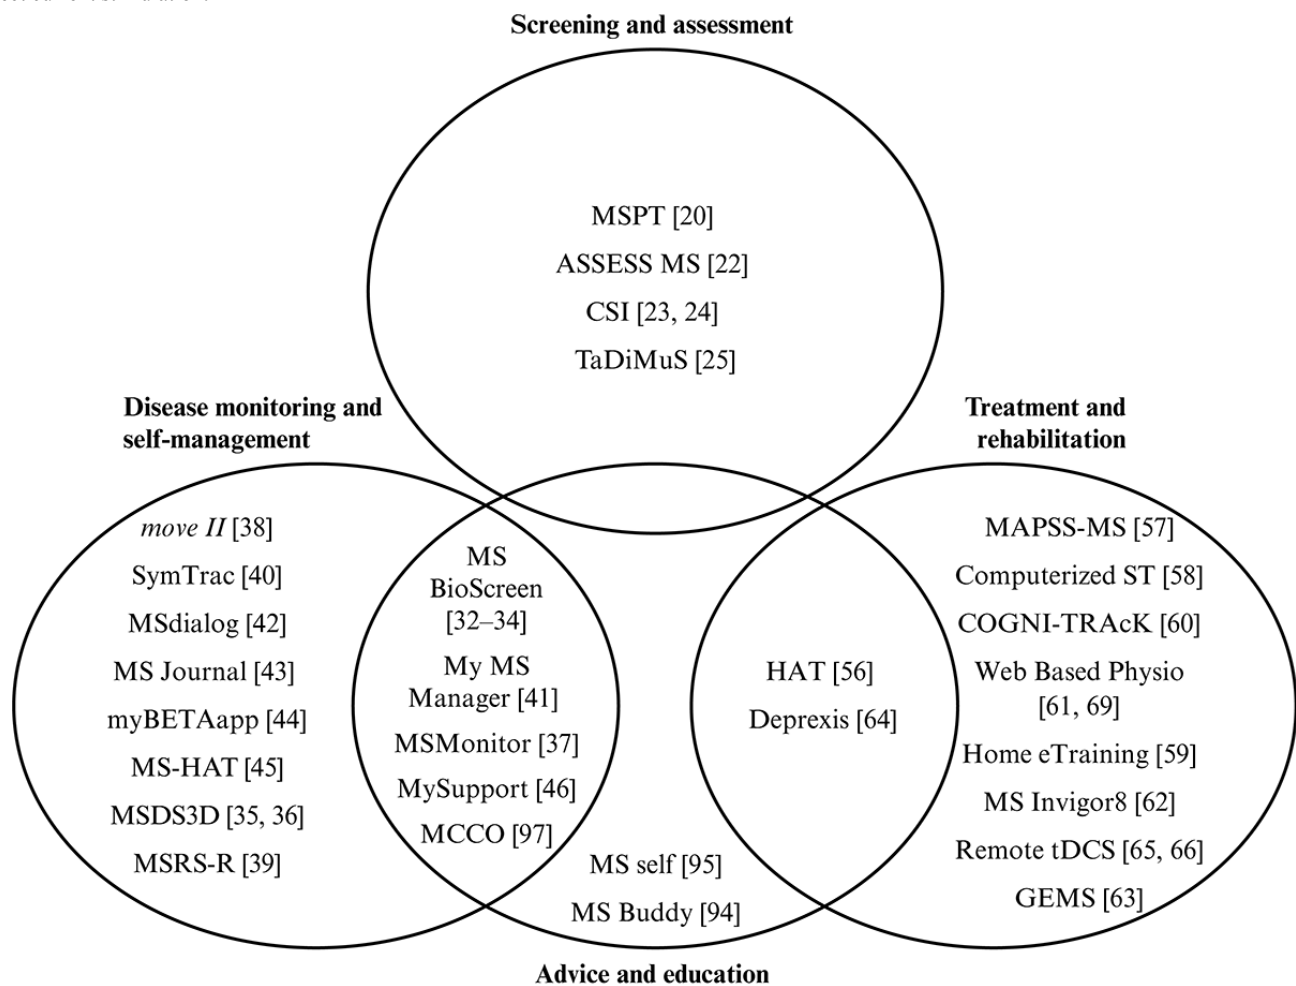 Screening and assessment
MSPT [20]
ASSESS MS [22]
CSI [23, 24]
TaDiMuS [25]
Disease monitoring and
self-management
Treatment and
rehabilitation
move II [38]
SymTrac [40]
MSdialog [42]
MS Journal [43]
myBETAapp [44]
MS-HAT [45]
MSDS3D [35, 36]
MSRS-R [39]
MS
BioScreen
[32–34]
My MS
Manager [41]
MSMonitor [37]
MySupport [46]
MCCO [97]
MS self [95]
MS Buddy [94]
HAT [56]
Deprexis [64]
MAPSS-MS [57]
Computerized ST [58]
COGNI-TRAcK [60]
Web Based Physio
[61, 69]
Home eTraining [59]
MS Invigor8 [62]
Remote tDCS [65, 66]
GEMS [63]
Advice and education